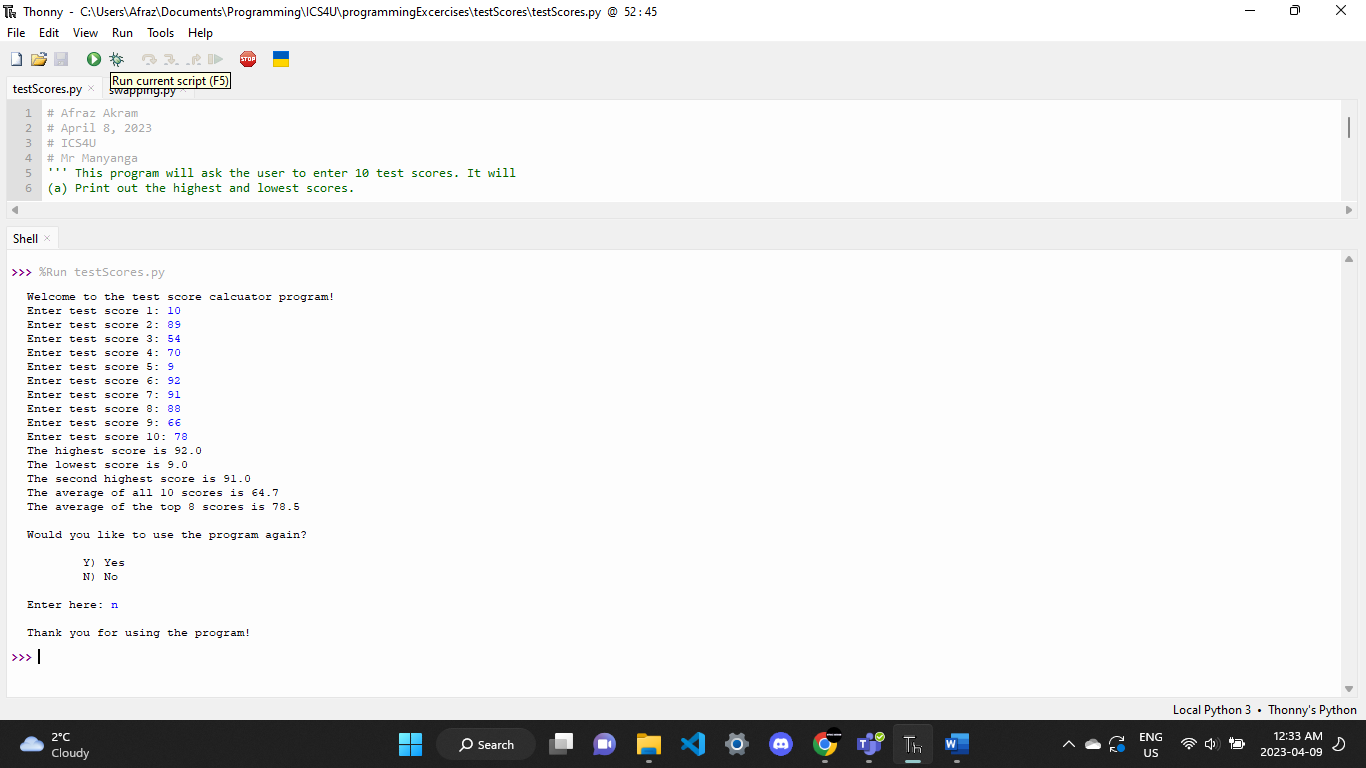 Thonny - C:\Users\Afraz\Documents\Programming\ICS4U\programmingExcercises\testScores\testScores.py @ 52 : 45
File Edit View Run Tools Help
STOP
Run current script (F5)
testScores.py × swapping.py ×
1 # Afraz Akram
2 # April 8, 2023
3 # ICS4U
4 # Mr Manyanga
5 ''' This program will ask the user to enter 10 test scores. It will
6 (a) Print out the highest and lowest scores.
Shell ×
>>> %Run testScores.py
Welcome to the test score calcuator program!
Enter test score 1: 10
Enter test score 2: 89
Enter test score 3: 54
Enter test score 4: 70
Enter test score 5: 9
Enter test score 6: 92
Enter test score 7: 91
Enter test score 8: 88
Enter test score 9: 66
Enter test score 10: 78
The highest score is 92.0
The lowest score is 9.0
The second highest score is 91.0
The average of all 10 scores is 64.7
The average of the top 8 scores is 78.5
Would you like to use the program again?
Y) Yes
N) No
Enter here: n
Thank you for using the program!
>>>
Local Python 3 • Thonny's Python
2°C
Cloudy
Search
Th
W
ENG
US
12:33 AM
2023-04-09